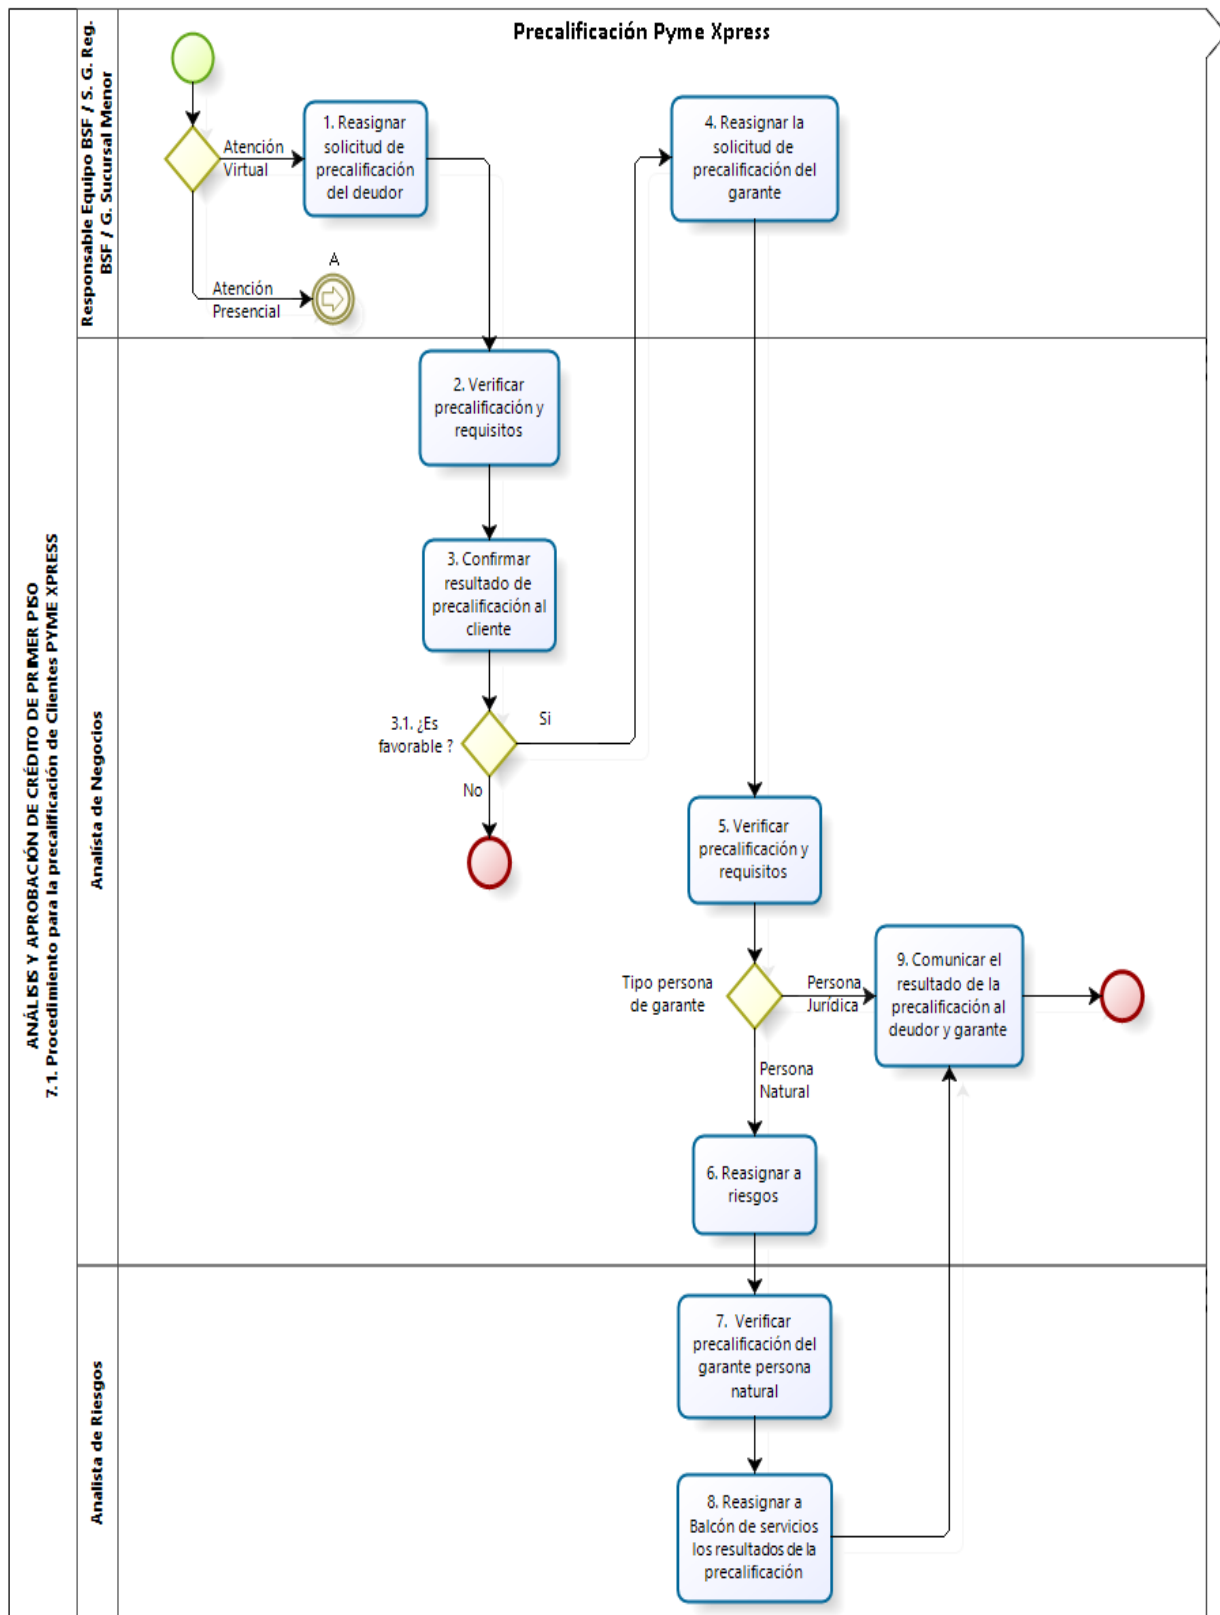 Precalificación Pyme Xpress
ANÁLISIS Y APROBACIÓN DE CRÉDITO DE PRIMER PISO
7.1. Procedimiento para la precalificación de Clientes PYME XPRESS
Responsable Equipo BSF / S. G. Reg.
BSF / G. Sucursal Menor
Atención
Virtual
1. Reasignar
solicitud de
precalificación
del deudor
4. Reasignar la
solicitud de
precalificación del
garante
A
Atención
Presencial
Analista de Negocios
2. Verificar
precalificación y
requisitos
3. Confirmar
resultado de
precalificación al
cliente
3.1. ¿Es
favorable ?
Si
No
5. Verificar
precalificación y
requisitos
Tipo persona
de garante
Persona
Jurídica
9. Comunicar el
resultado de la
precalificación al
deudor y garante
Persona
Natural
6. Reasignar a
riesgos
Analista de Riesgos
7. Verificar
precalificación del
garante persona
natural
8. Reasignar a
Balcón de servicios
los resultados de la
precalificación